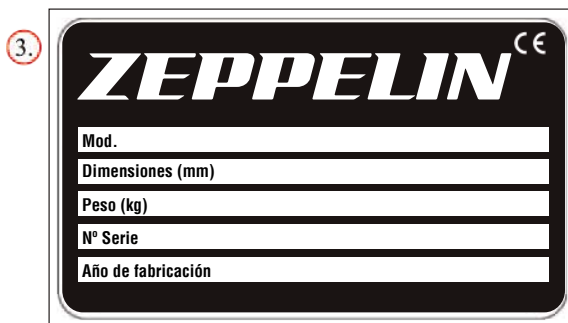 3.
ZEPPELIN CE
Mod.
Dimensiones (mm)
Peso (kg)
Nº Serie
Año de fabricación